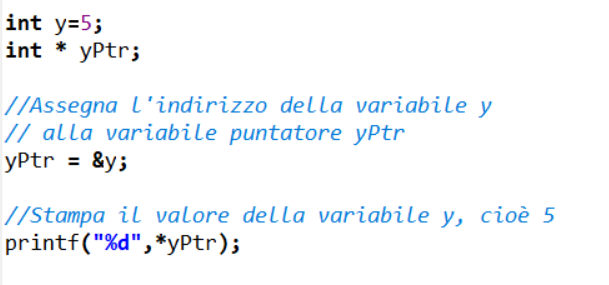 int y=5;
int * yPtr;
//Assegna l'indirizzo della variabile y
// alla variabile puntatore yPtr
yPtr = &y;
//Stampa il valore della variabile y, cioè 5
printf("%d",*yPtr);